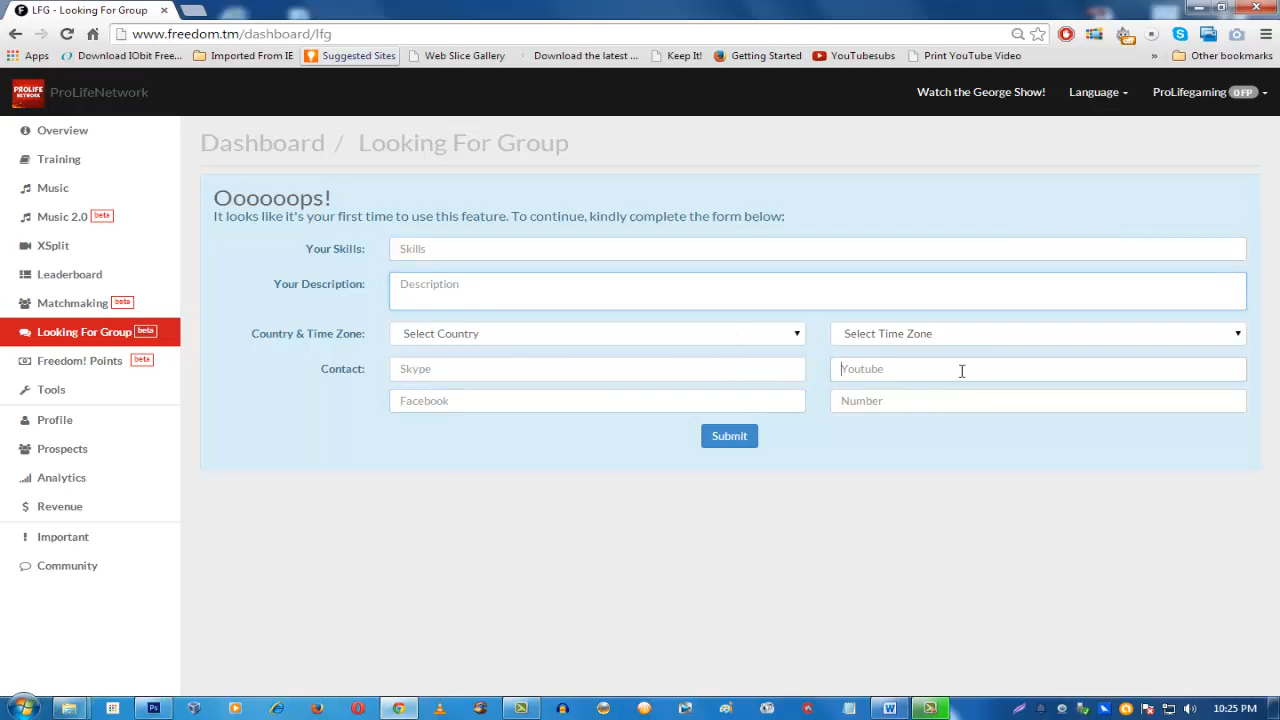 LFG - Looking For Group
www.freedom.tm/dashboard/lfg
Apps Download IObit Free... Imported From IE Suggested Sites Web Slice Gallery Download the latest ... Keep It! Getting Started YouTubesubs Print YouTube Video » Other bookmarks
PROLIFE NETWORK ProLifeNetwork Watch the George Show! Language ProLifegaming 0FP
Overview
Training
Music
Music 2.0 beta
XSplit
Leaderboard
Matchmaking beta
Looking For Group beta
Freedom! Points beta
Tools
Profile
Prospects
Analytics
Revenue
Important
Community
Dashboard / Looking For Group
Oooooops!
It looks like it's your first time to use this feature. To continue, kindly complete the form below:
Your Skills: Skills
Your Description: Description
Country & Time Zone: Select Country Select Time Zone
Contact: Skype Youtube
Facebook Number
Submit
10:25 PM